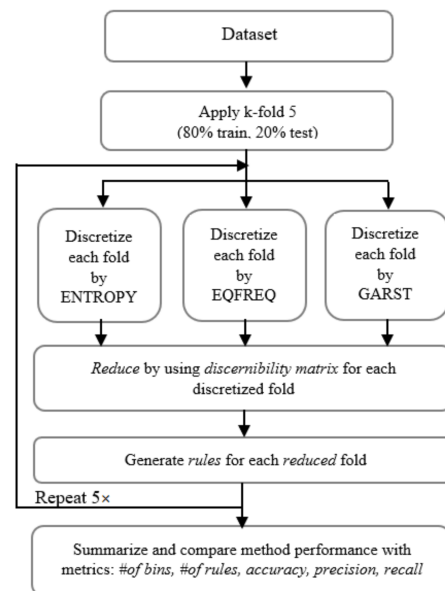 Dataset
Apply k-fold 5
(80% train, 20% test)
Discretize
each fold
by
ENTROPY
Discretize
each fold
by
EQFREQ
Discretize
each fold
by
GARST
Reduce by using discernibility matrix for each
discretized fold
Generate rules for each reduced fold
Repeat 5×
Summarize and compare method performance with
metrics: #of bins, #of rules, accuracy, precision, recall